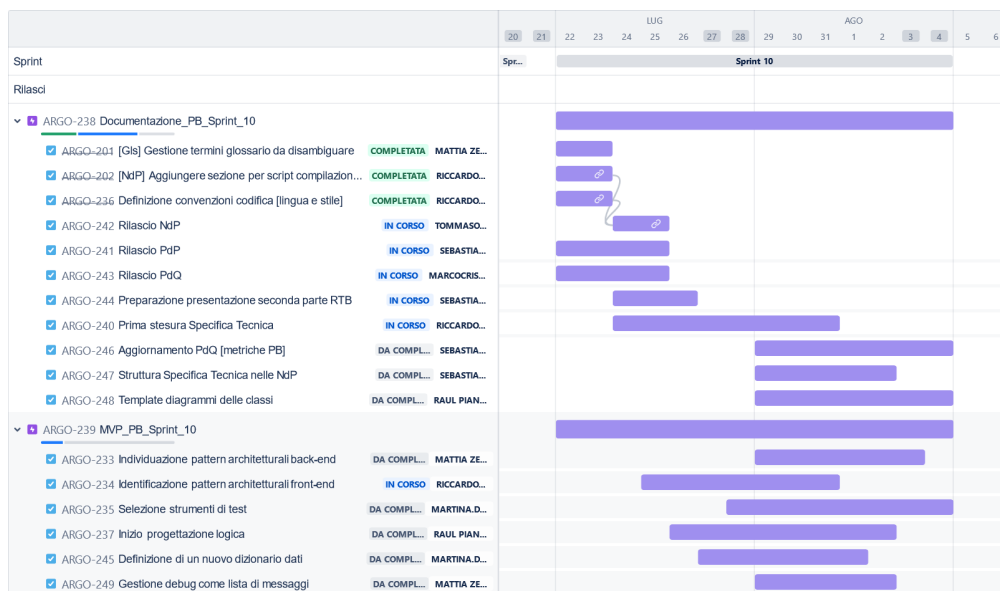 LUG AGO
20 21 22 23 24 25 26 27 28 29 30 31 1 2 3 4 5 6
Sprint Spr... Sprint 10
Rilasci
ARGO-238 Documentazione_PB_Sprint_10
ARGO-201 [Gls] Gestione termini glossario da disambiguare COMPLETATA MATTIA ZE...
ARGO-202 [NdP] Aggiungere sezione per script compilazion... COMPLETATA RICCARDO...
ARGO-236 Definizione convenzioni codifica [lingua e stile] COMPLETATA RICCARDO...
ARGO-242 Rilascio NdP IN CORSO TOMMASO...
ARGO-241 Rilascio PdP IN CORSO SEBASTIA...
ARGO-243 Rilascio PdQ IN CORSO MARCOCRIS...
ARGO-244 Preparazione presentazione seconda parte RTB IN CORSO SEBASTIA...
ARGO-240 Prima stesura Specifica Tecnica IN CORSO RICCARDO...
ARGO-246 Aggiornamento PdQ [metriche PB] DA COMPL... SEBASTIA...
ARGO-247 Struttura Specifica Tecnica nelle NdP DA COMPL... SEBASTIA...
ARGO-248 Template diagrammi delle classi DA COMPL... RAUL PIAN...
ARGO-239 MVP_PB_Sprint_10
ARGO-233 Individuazione pattern architetturali back-end DA COMPL... MATTIA ZE...
ARGO-234 Identificazione pattern architetturali front-end IN CORSO RICCARDO...
ARGO-235 Selezione strumenti di test DA COMPL... MARTINA.D...
ARGO-237 Inizio progettazione logica DA COMPL... RAUL PIAN...
ARGO-245 Definizione di un nuovo dizionario dati DA COMPL... MARTINA.D...
ARGO-249 Gestione debug come lista di messaggi DA COMPL... MATTIA ZE...